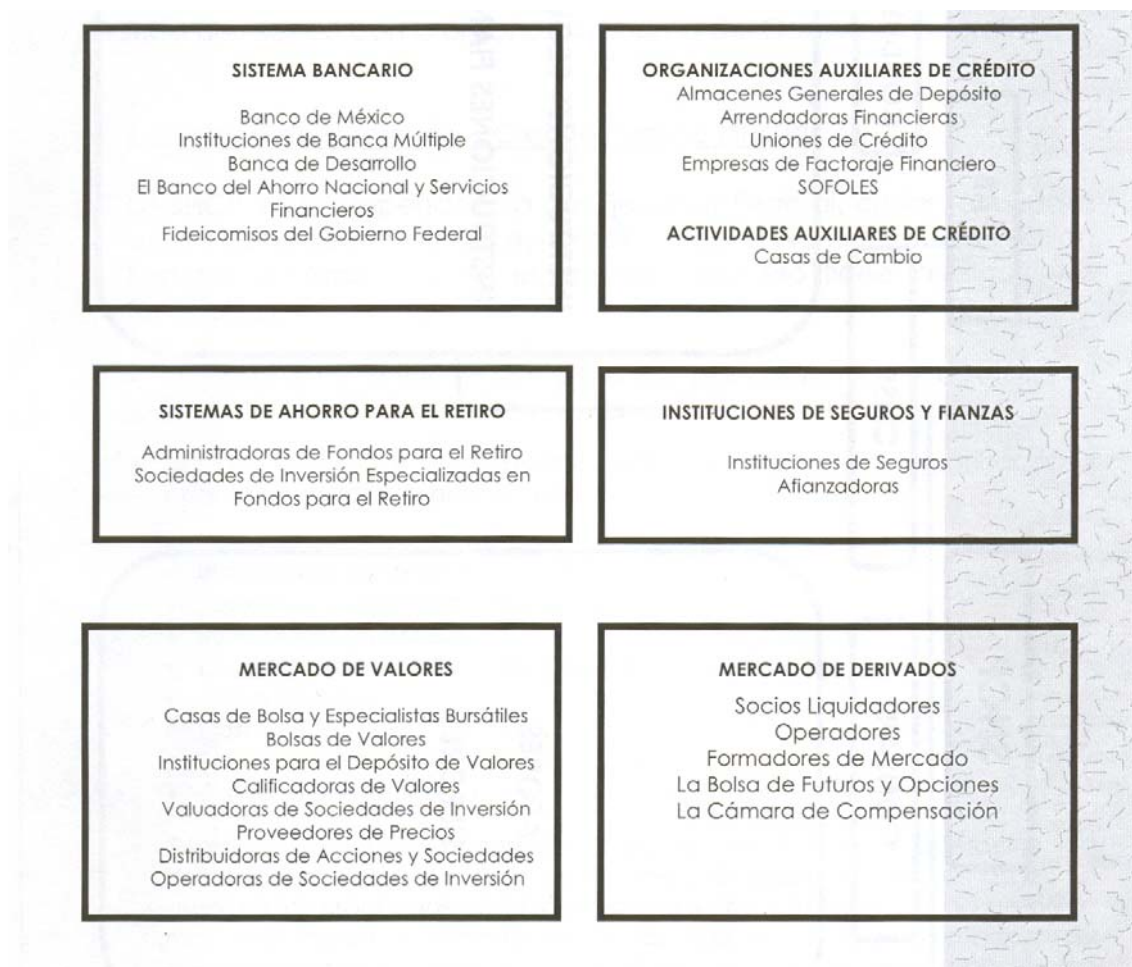 SISTEMA BANCARIO
Banco de México
Instituciones de Banca Múltiple
Banca de Desarrollo
El Banco del Ahorro Nacional y Servicios
Financieros
Fideicomisos del Gobierno Federal
ORGANIZACIONES AUXILIARES DE CRÉDITO
Almacenes Generales de Depósito
Arrendadoras Financieras
Uniones de Crédito
Empresas de Factoraje Financiero
SOFOLES
ACTIVIDADES AUXILIARES DE CRÉDITO
Casas de Cambio
SISTEMAS DE AHORRO PARA EL RETIRO
Administradoras de Fondos para el Retiro
Sociedades de Inversión Especializadas en
Fondos para el Retiro
INSTITUCIONES DE SEGUROS Y FIANZAS
Instituciones de Seguros
Afianzadoras
MERCADO DE VALORES
Casas de Bolsa y Especialistas Bursátiles
Bolsas de Valores
Instituciones para el Depósito de Valores
Calificadoras de Valores
Valuadoras de Sociedades de Inversión
Proveedores de Precios
Distribuidoras de Acciones y Sociedades
Operadoras de Sociedades de Inversión
MERCADO DE DERIVADOS
Socios Liquidadores
Operadores
Formadores de Mercado
La Bolsa de Futuros y Opciones
La Cámara de Compensación